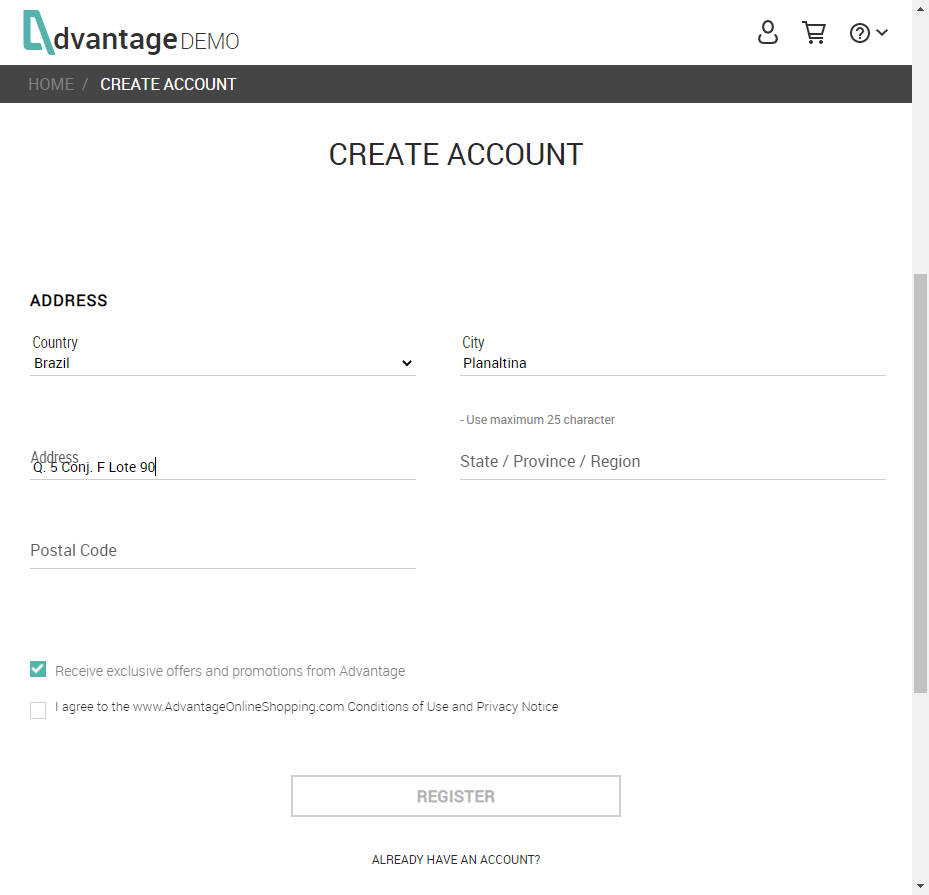 dvantage DEMO
HOME / CREATE ACCOUNT
CREATE ACCOUNT
ADDRESS
Country
Brazil
City
Planaltina
- Use maximum 25 character
Address
Q. 5 Conj. F Lote 90
State / Province / Region
Postal Code
Receive exclusive offers and promotions from Advantage
I agree to the www.AdvantageOnlineShopping.com Conditions of Use and Privacy Notice
REGISTER
ALREADY HAVE AN ACCOUNT?